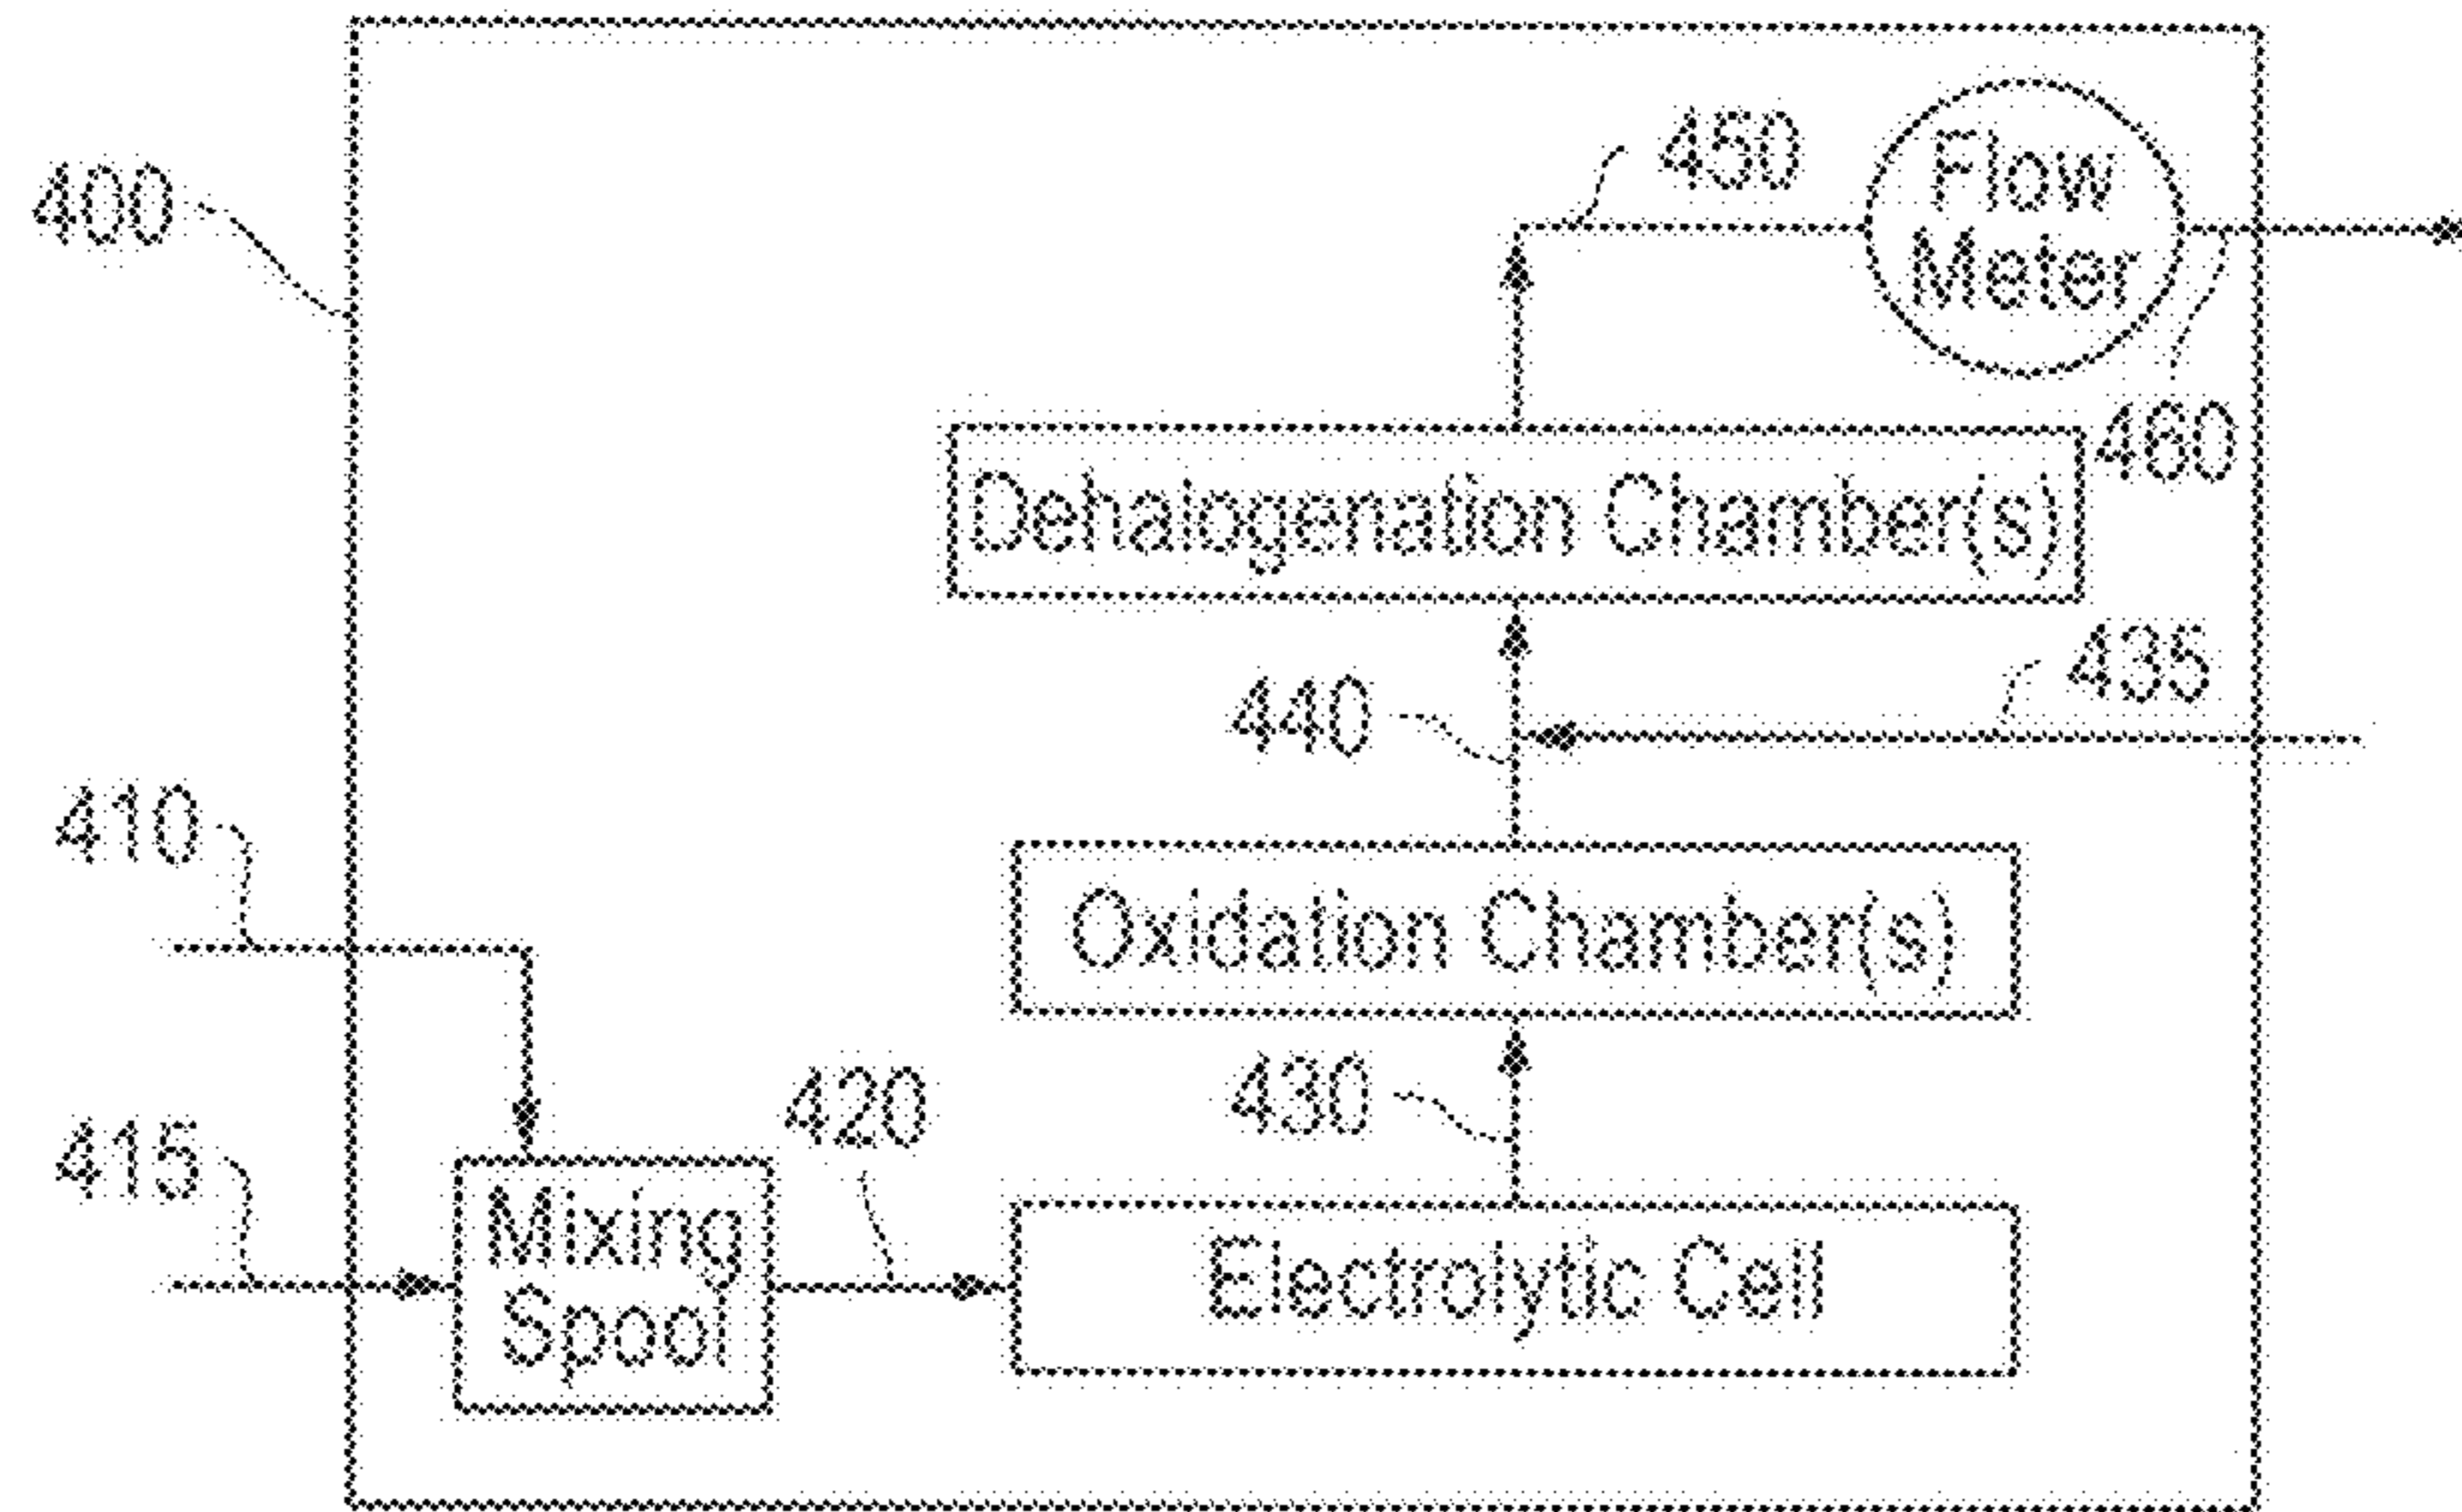 400
450
Flow
Meter
460
Dehalogenation Chamber(s)
435
440
410
Oxidation Chamber(s)
430
420
415
Mixing
Spool
Electrolytic Cell